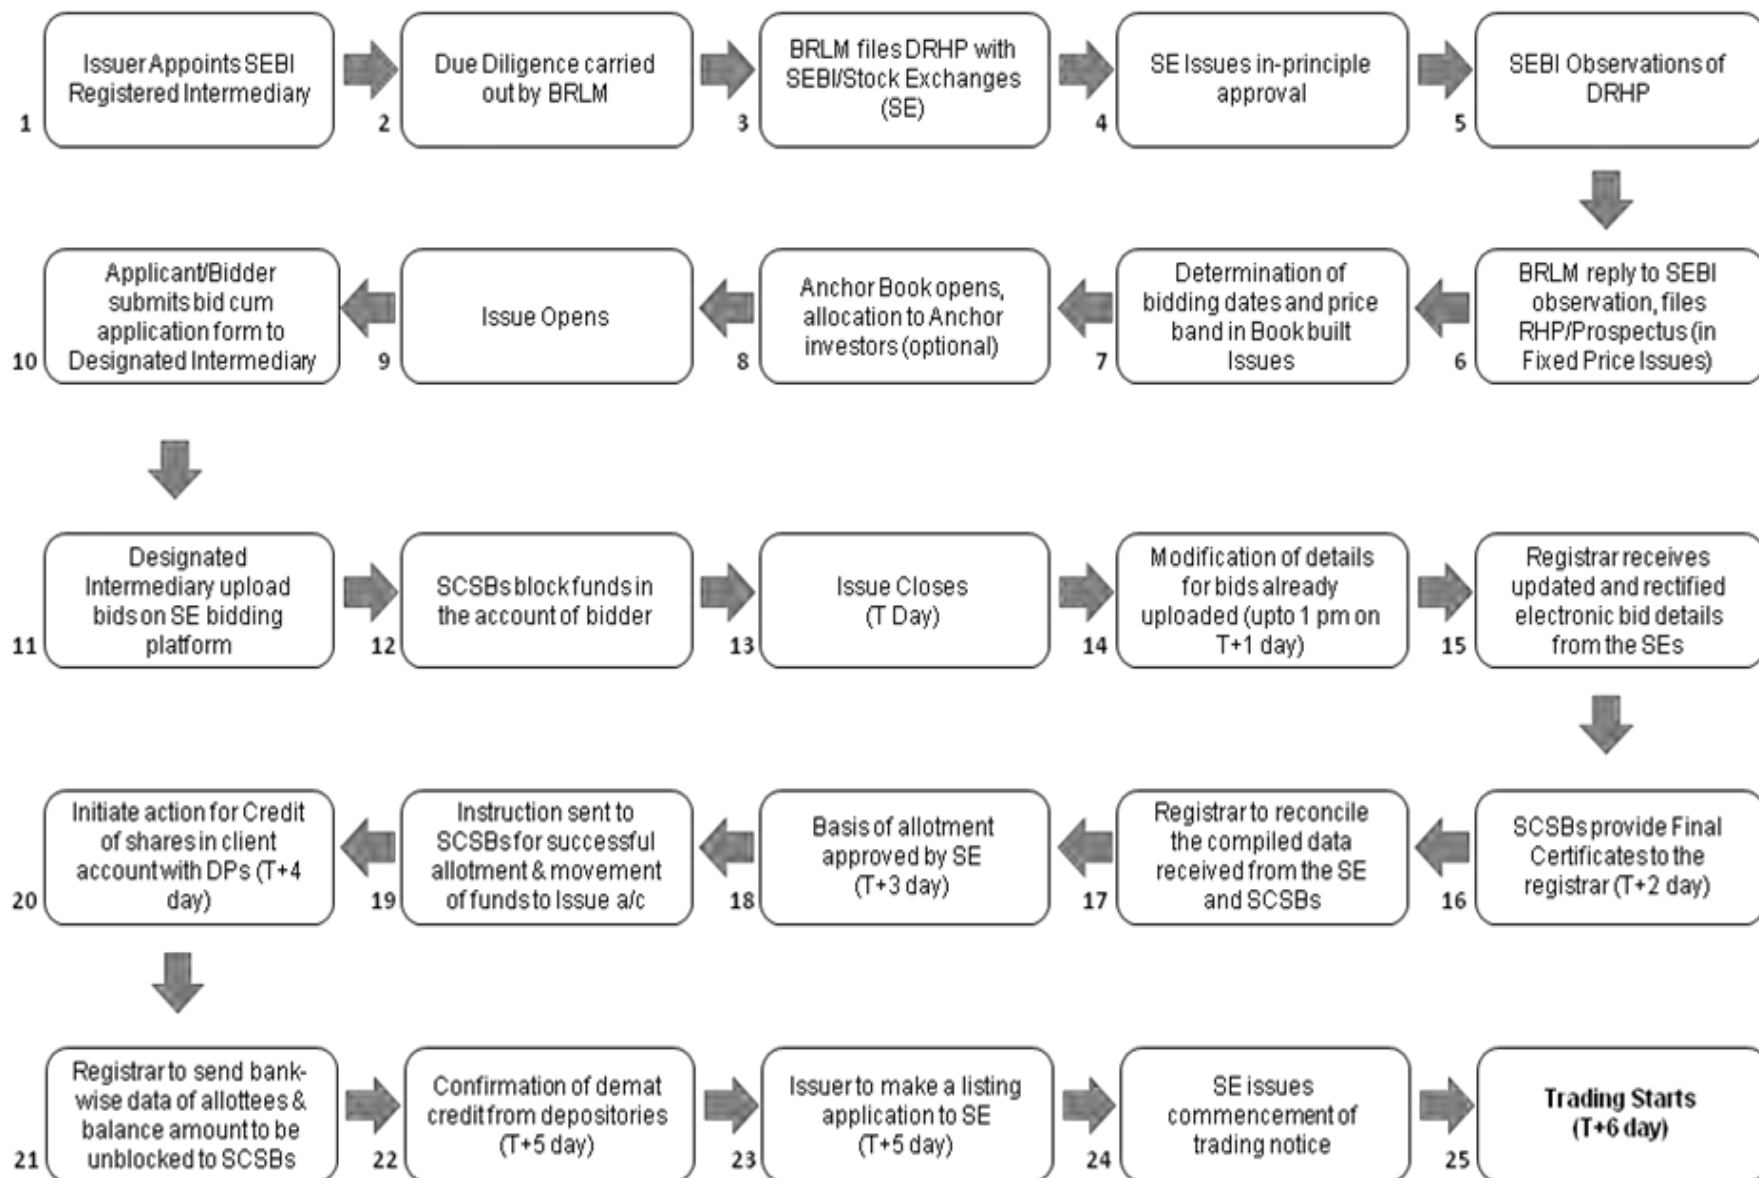 Issuer Appoints SEBI
Registered Intermediary
1
Due Diligence carried
out by BRLM
2
BRLM files DRHP with
SEBI/Stock Exchanges
(SE)
3
SE Issues in-principle
approval
4
SEBI Observations of
DRHP
5
BRLM reply to SEBI
observation, files
RHP/Prospectus (in
Fixed Price Issues)
6
Determination of
bidding dates and price
band in Book built
Issues
7
Anchor Book opens,
allocation to Anchor
investors (optional)
8
Issue Opens
9
Applicant/Bidder
submits bid cum
application form to
Designated Intermediary
10
Designated
Intermediary upload
bids on SE bidding
platform
11
SCSBs block funds in
the account of bidder
12
Issue Closes
(T Day)
13
Modification of details
for bids already
uploaded (upto 1 pm on
T+1 day)
14
Registrar receives
updated and rectified
electronic bid details
from the SEs
15
SCSBs provide Final
Certificates to the
registrar (T+2 day)
16
Registrar to reconcile
the compiled data
received from the SE
and SCSBs
17
Basis of allotment
approved by SE
(T+3 day)
18
Instruction sent to
SCSBs for successful
allotment & movement
of funds to Issue a/c
19
Initiate action for Credit
of shares in client
account with DPs (T+4
day)
20
Registrar to send bank-
wise data of allottees &
balance amount to be
unblocked to SCSBs
21
Confirmation of demat
credit from depositories
(T+5 day)
22
Issuer to make a listing
application to SE
(T+5 day)
23
SE issues
commencement of
trading notice
24
Trading Starts
(T+6 day)
25